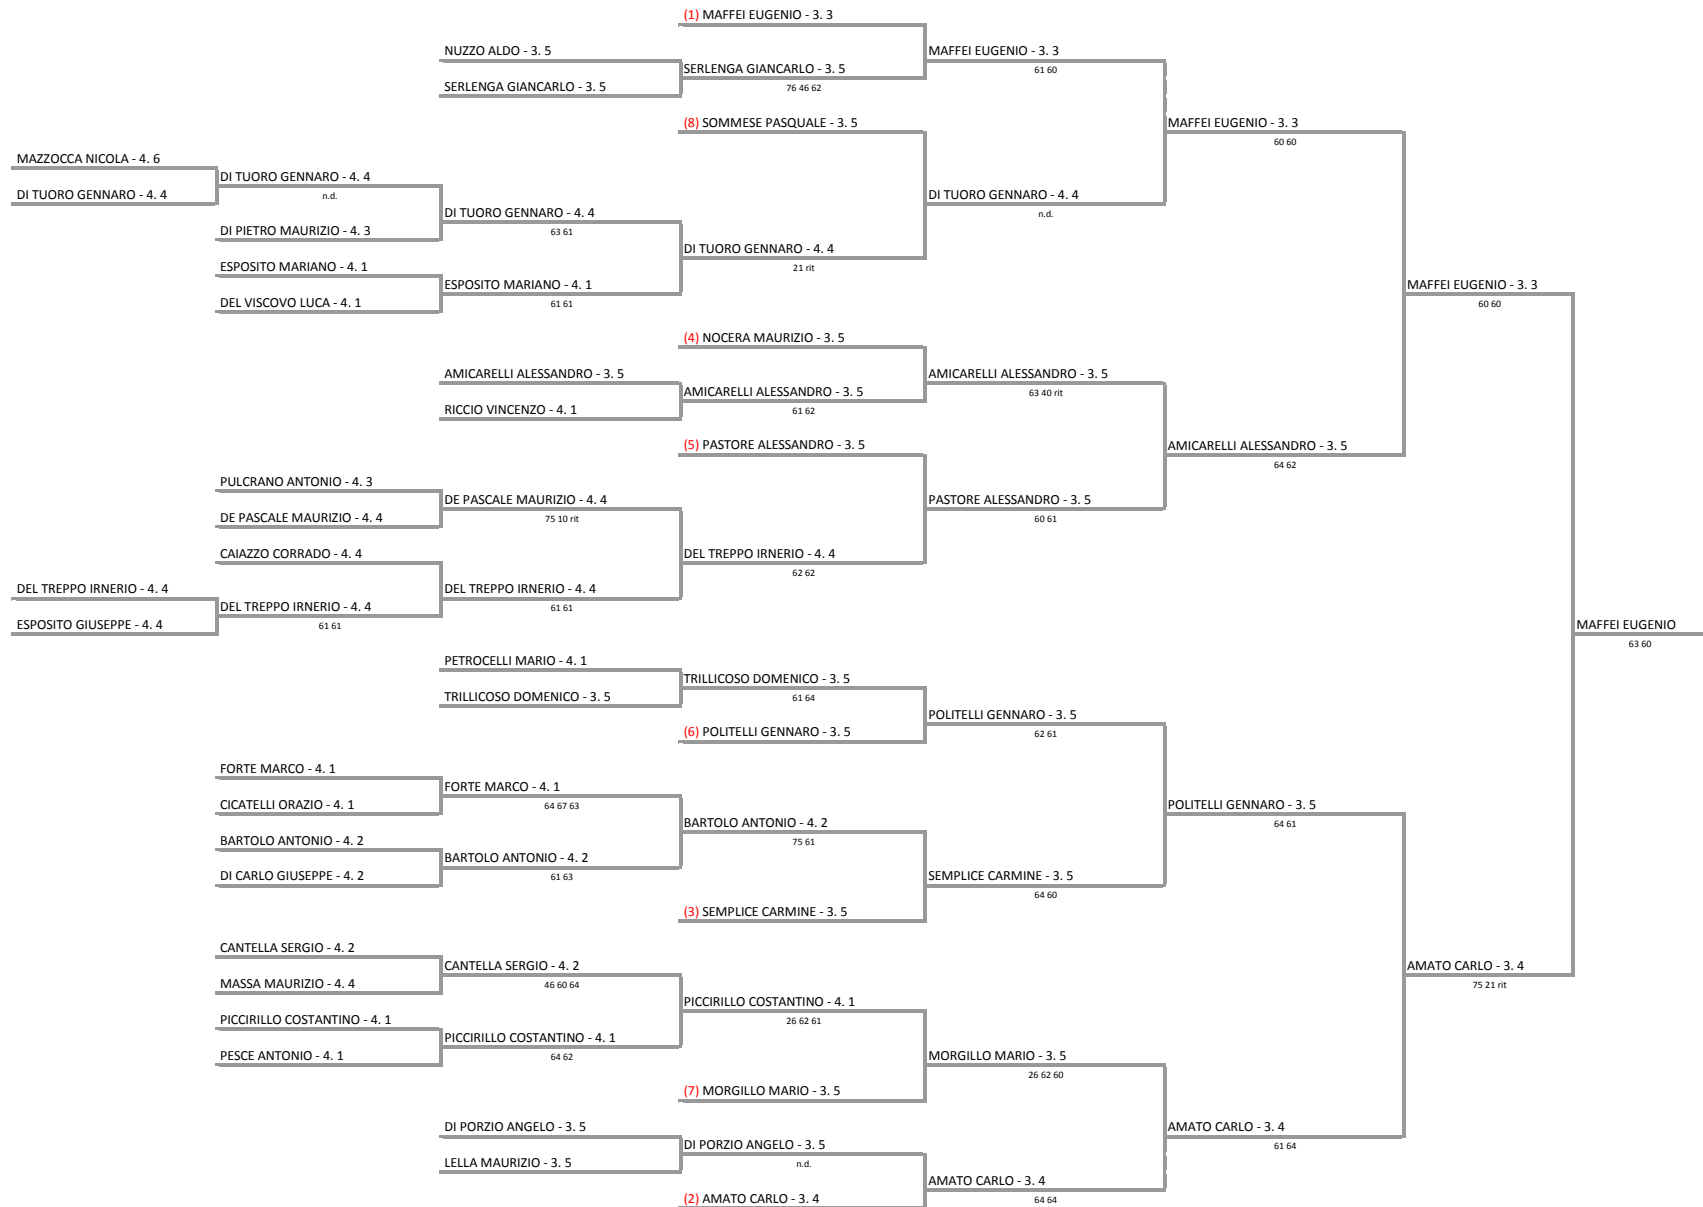 (1) MAFFEI EUGENIO - 3. 3
NUZZO ALDO - 3. 5
MAFFEI EUGENIO - 3. 3
61 60
SERLENGA GIANCARLO - 3. 5
76 46 62
SERLENGA GIANCARLO - 3. 5
(8) SOMMESE PASQUALE - 3. 5
MAFFEI EUGENIO - 3. 3
60 60
MAZZOCCA NICOLA - 4. 6
DI TUORO GENNARO - 4. 4
n.d.
DI TUORO GENNARO - 4. 4
DI TUORO GENNARO - 4. 4
n.d.
DI TUORO GENNARO - 4. 4
63 61
DI PIETRO MAURIZIO - 4. 3
DI TUORO GENNARO - 4. 4
21 rit
ESPOSITO MARIANO - 4. 1
ESPOSITO MARIANO - 4. 1
61 61
MAFFEI EUGENIO - 3. 3
60 60
DEL VISCOVO LUCA - 4. 1
(4) NOCERA MAURIZIO - 3. 5
AMICARELLI ALESSANDRO - 3. 5
AMICARELLI ALESSANDRO - 3. 5
63 40 rit
AMICARELLI ALESSANDRO - 3. 5
61 62
RICCIO VINCENZO - 4. 1
(5) PASTORE ALESSANDRO - 3. 5
AMICARELLI ALESSANDRO - 3. 5
64 62
PULCRANO ANTONIO - 4. 3
DE PASCALE MAURIZIO - 4. 4
75 10 rit
PASTORE ALESSANDRO - 3. 5
60 61
DE PASCALE MAURIZIO - 4. 4
CAIAZZO CORRADO - 4. 4
DEL TREPPO IRNERIO - 4. 4
62 62
DEL TREPPO IRNERIO - 4. 4
DEL TREPPO IRNERIO - 4. 4
61 61
DEL TREPPO IRNERIO - 4. 4
61 61
ESPOSITO GIUSEPPE - 4. 4
MAFFEI EUGENIO
63 60
PETROCELLI MARIO - 4. 1
TRILLICOSO DOMENICO - 3. 5
61 64
TRILLICOSO DOMENICO - 3. 5
POLITELLI GENNARO - 3. 5
62 61
(6) POLITELLI GENNARO - 3. 5
FORTE MARCO - 4. 1
FORTE MARCO - 4. 1
64 67 63
CICATELLI ORAZIO - 4. 1
POLITELLI GENNARO - 3. 5
64 61
BARTOLO ANTONIO - 4. 2
75 61
BARTOLO ANTONIO - 4. 2
BARTOLO ANTONIO - 4. 2
61 63
DI CARLO GIUSEPPE - 4. 2
SEMPLICE CARMINE - 3. 5
64 60
(3) SEMPLICE CARMINE - 3. 5
CANTELLA SERGIO - 4. 2
CANTELLA SERGIO - 4. 2
46 60 64
AMATO CARLO - 3. 4
75 21 rit
MASSA MAURIZIO - 4. 4
PICCIRILLO COSTANTINO - 4. 1
26 62 61
PICCIRILLO COSTANTINO - 4. 1
PICCIRILLO COSTANTINO - 4. 1
64 62
PESCE ANTONIO - 4. 1
MORGILLO MARIO - 3. 5
26 62 60
(7) MORGILLO MARIO - 3. 5
DI PORZIO ANGELO - 3. 5
AMATO CARLO - 3. 4
61 64
DI PORZIO ANGELO - 3. 5
n.d.
LELLA MAURIZIO - 3. 5
AMATO CARLO - 3. 4
64 64
(2) AMATO CARLO - 3. 4